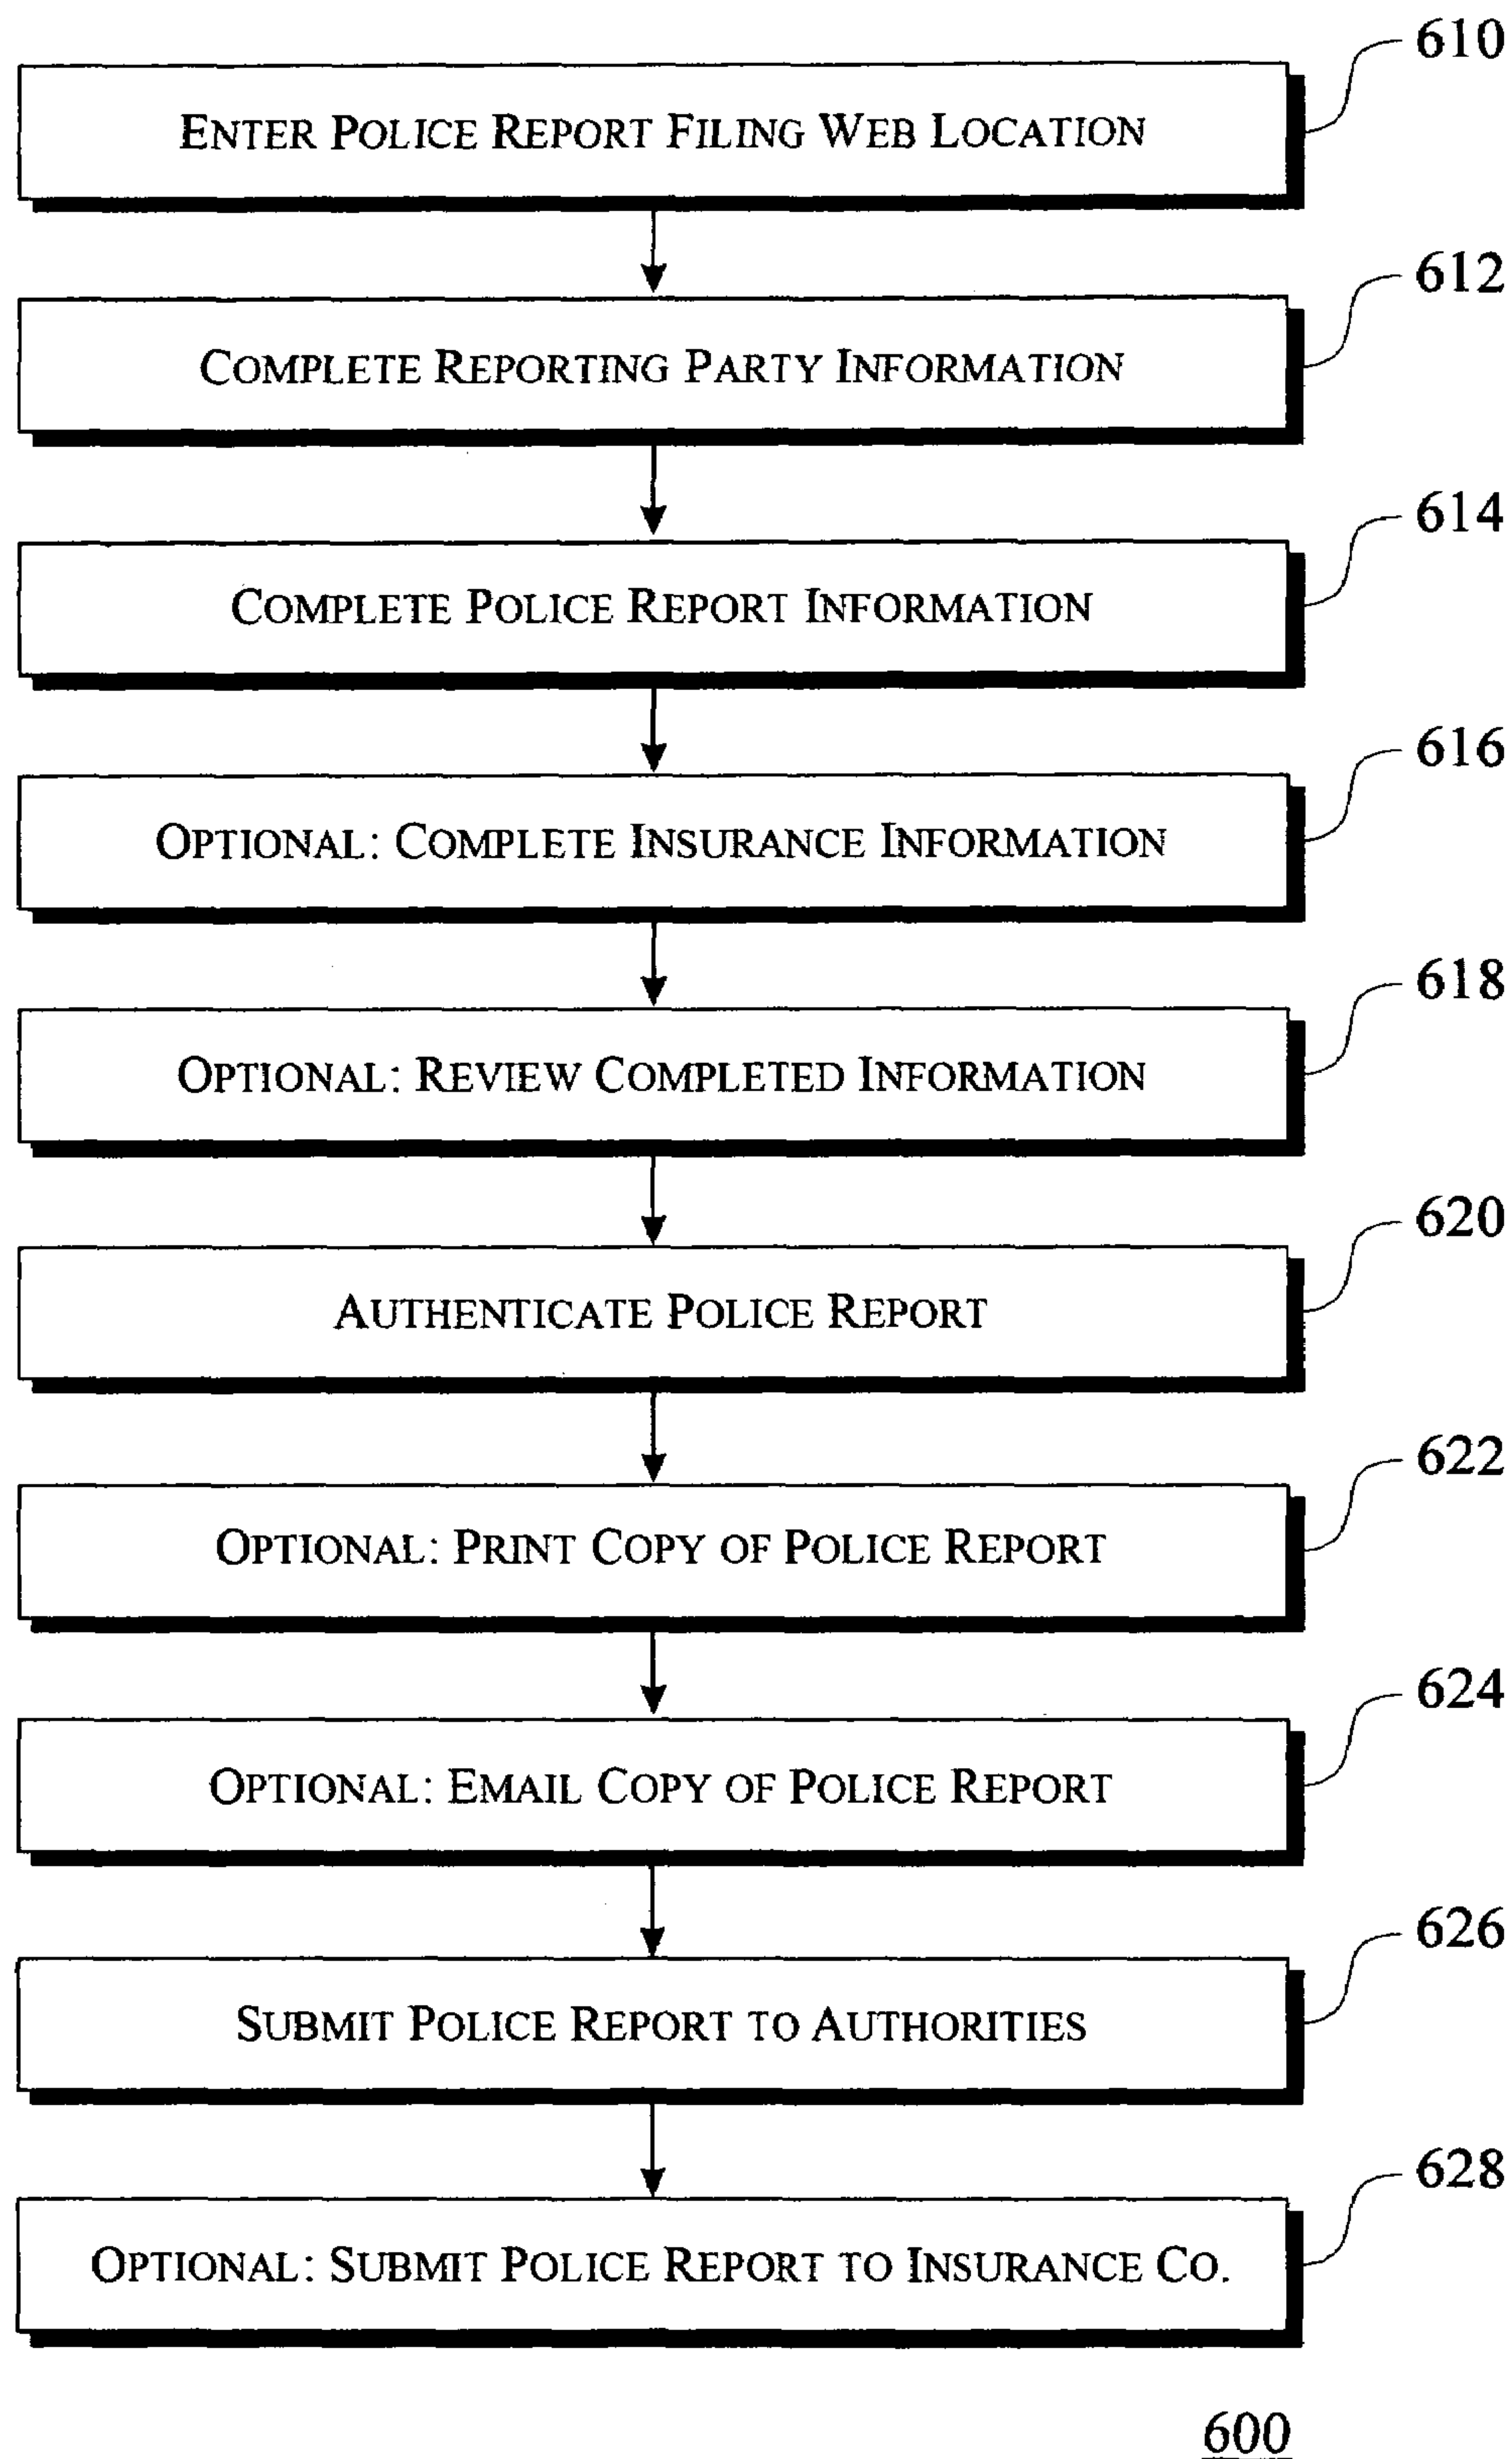 610
ENTER POLICE REPORT FILING WEB LOCATION
612
COMPLETE REPORTING PARTY INFORMATION
614
COMPLETE POLICE REPORT INFORMATION
616
OPTIONAL: COMPLETE INSURANCE INFORMATION
618
OPTIONAL: REVIEW COMPLETED INFORMATION
620
AUTHENTICATE POLICE REPORT
622
OPTIONAL: PRINT COPY OF POLICE REPORT
624
OPTIONAL: EMAIL COPY OF POLICE REPORT
626
SUBMIT POLICE REPORT TO AUTHORITIES
628
OPTIONAL: SUBMIT POLICE REPORT TO INSURANCE CO.
600